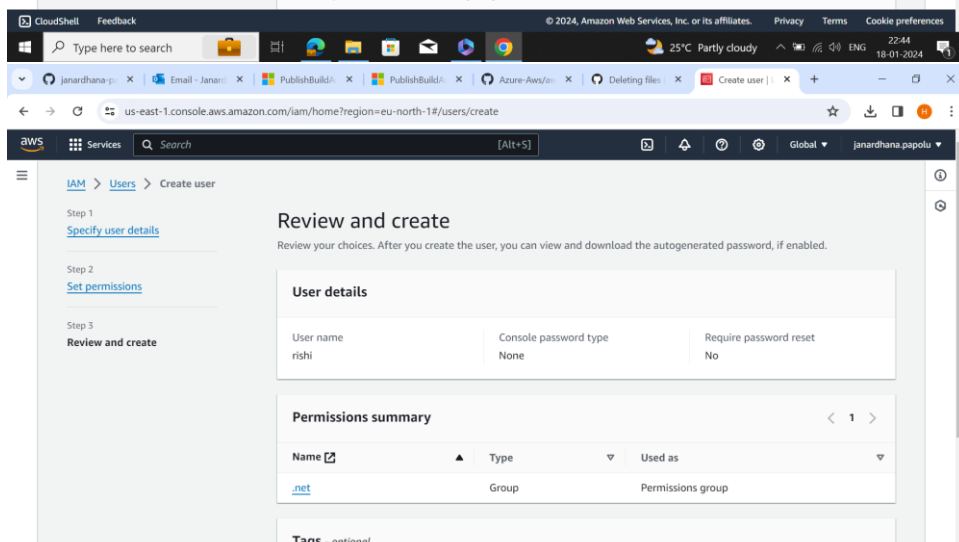 CloudShell Feedback © 2024, Amazon Web Services, Inc. or its affiliates. Privacy Terms Cookie preferences
Type here to search 25°C Partly cloudy ENG 22:44
18-01-2024
janardhana-p Email - Janard PublishBuildA PublishBuildA Azure-Aws/a Deleting files Create user |
us-east-1.console.aws.amazon.com/iam/home?region=eu-north-1#/users/create
aws Services Search [Alt+S] Global janardhana.papolu
IAM > Users > Create user
Step 1
Specify user details
Step 2
Set permissions
Step 3
Review and create
Review and create
Review your choices. After you create the user, you can view and download the autogenerated password, if enabled.
User details
User name Console password type Require password reset
rishi None No
Permissions summary < 1 >
Name Type Used as
.net Group Permissions group
Tags - optional